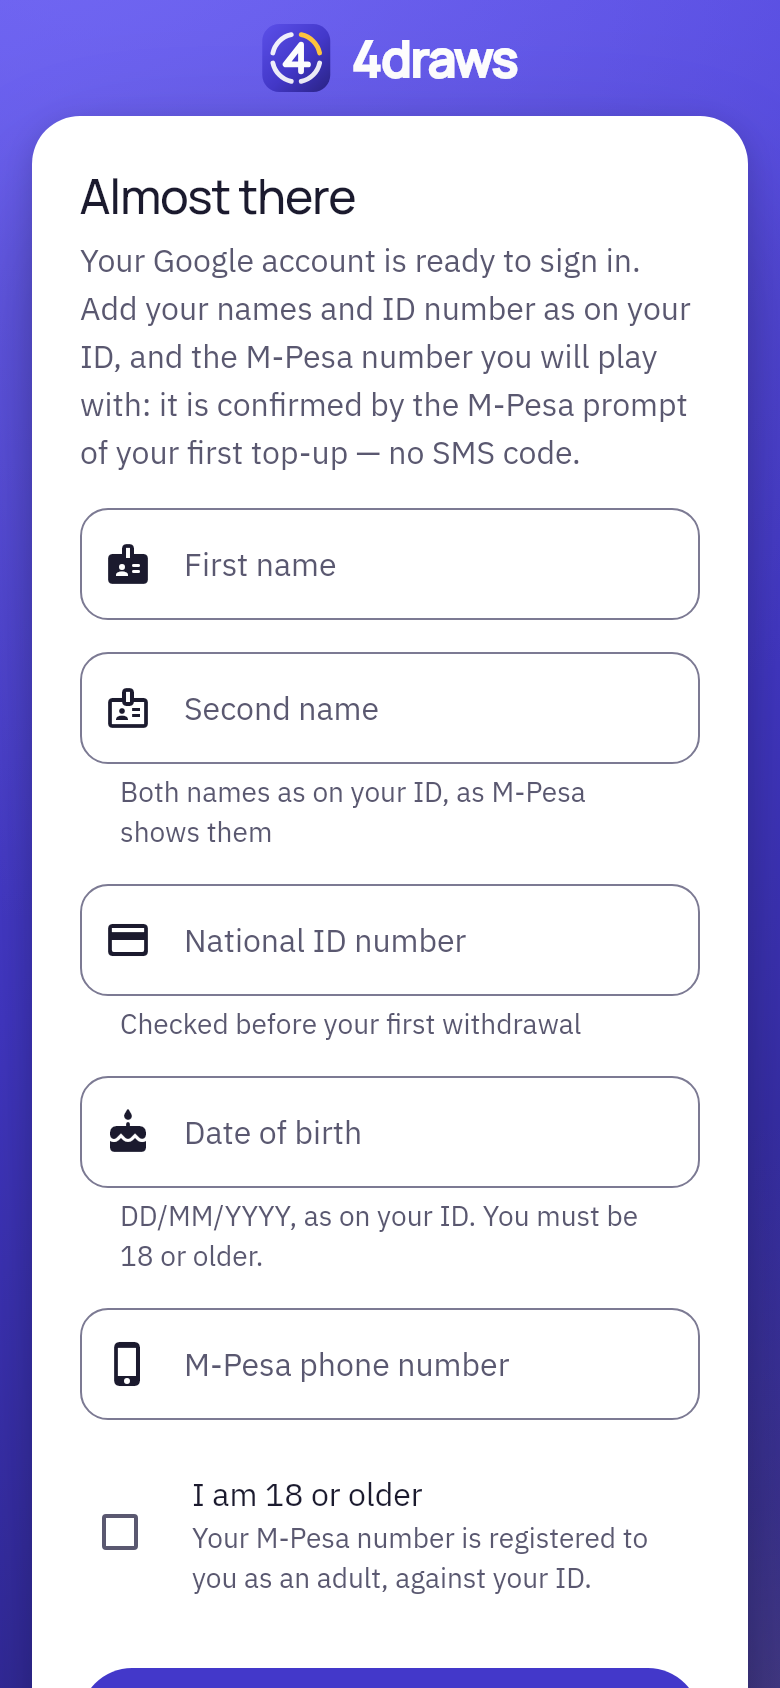 4draws
Almost there
Your Google account is ready to sign in.
Add your names and ID number as on your
ID, and the M-Pesa number you will play
with: it is confirmed by the M-Pesa prompt
of your first top-up — no SMS code.
First name
Second name
Both names as on your ID, as M-Pesa
shows them
National ID number
Checked before your first withdrawal
Date of birth
DD/MM/YYYY, as on your ID. You must be
18 or older.
M-Pesa phone number
I am 18 or older
Your M-Pesa number is registered to
you as an adult, against your ID.